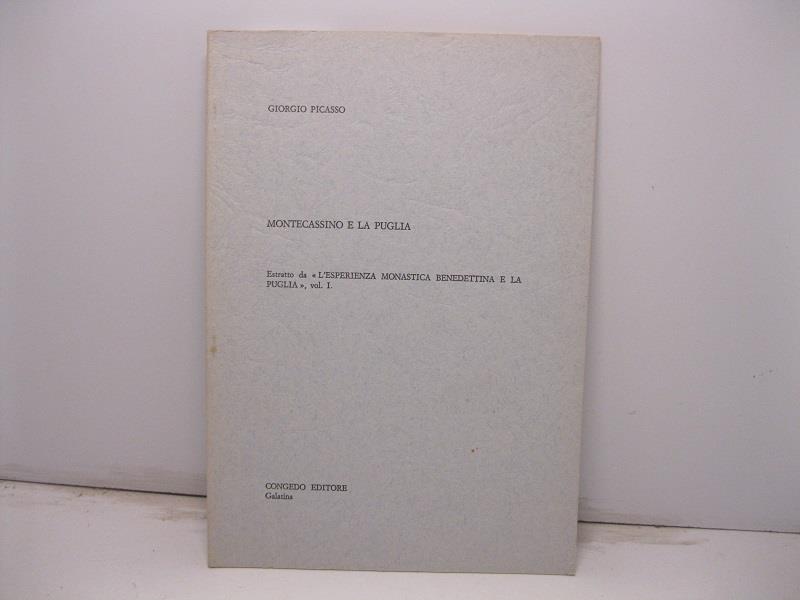 GIORGIO PICASSO
MONTECASSINO E LA PUGLIA
Estratto da « L'ESPERIENZA MONASTICA BENEDETTINA E LA
PUGLIA », vol. I.
CONGEDO EDITORE
Galatina